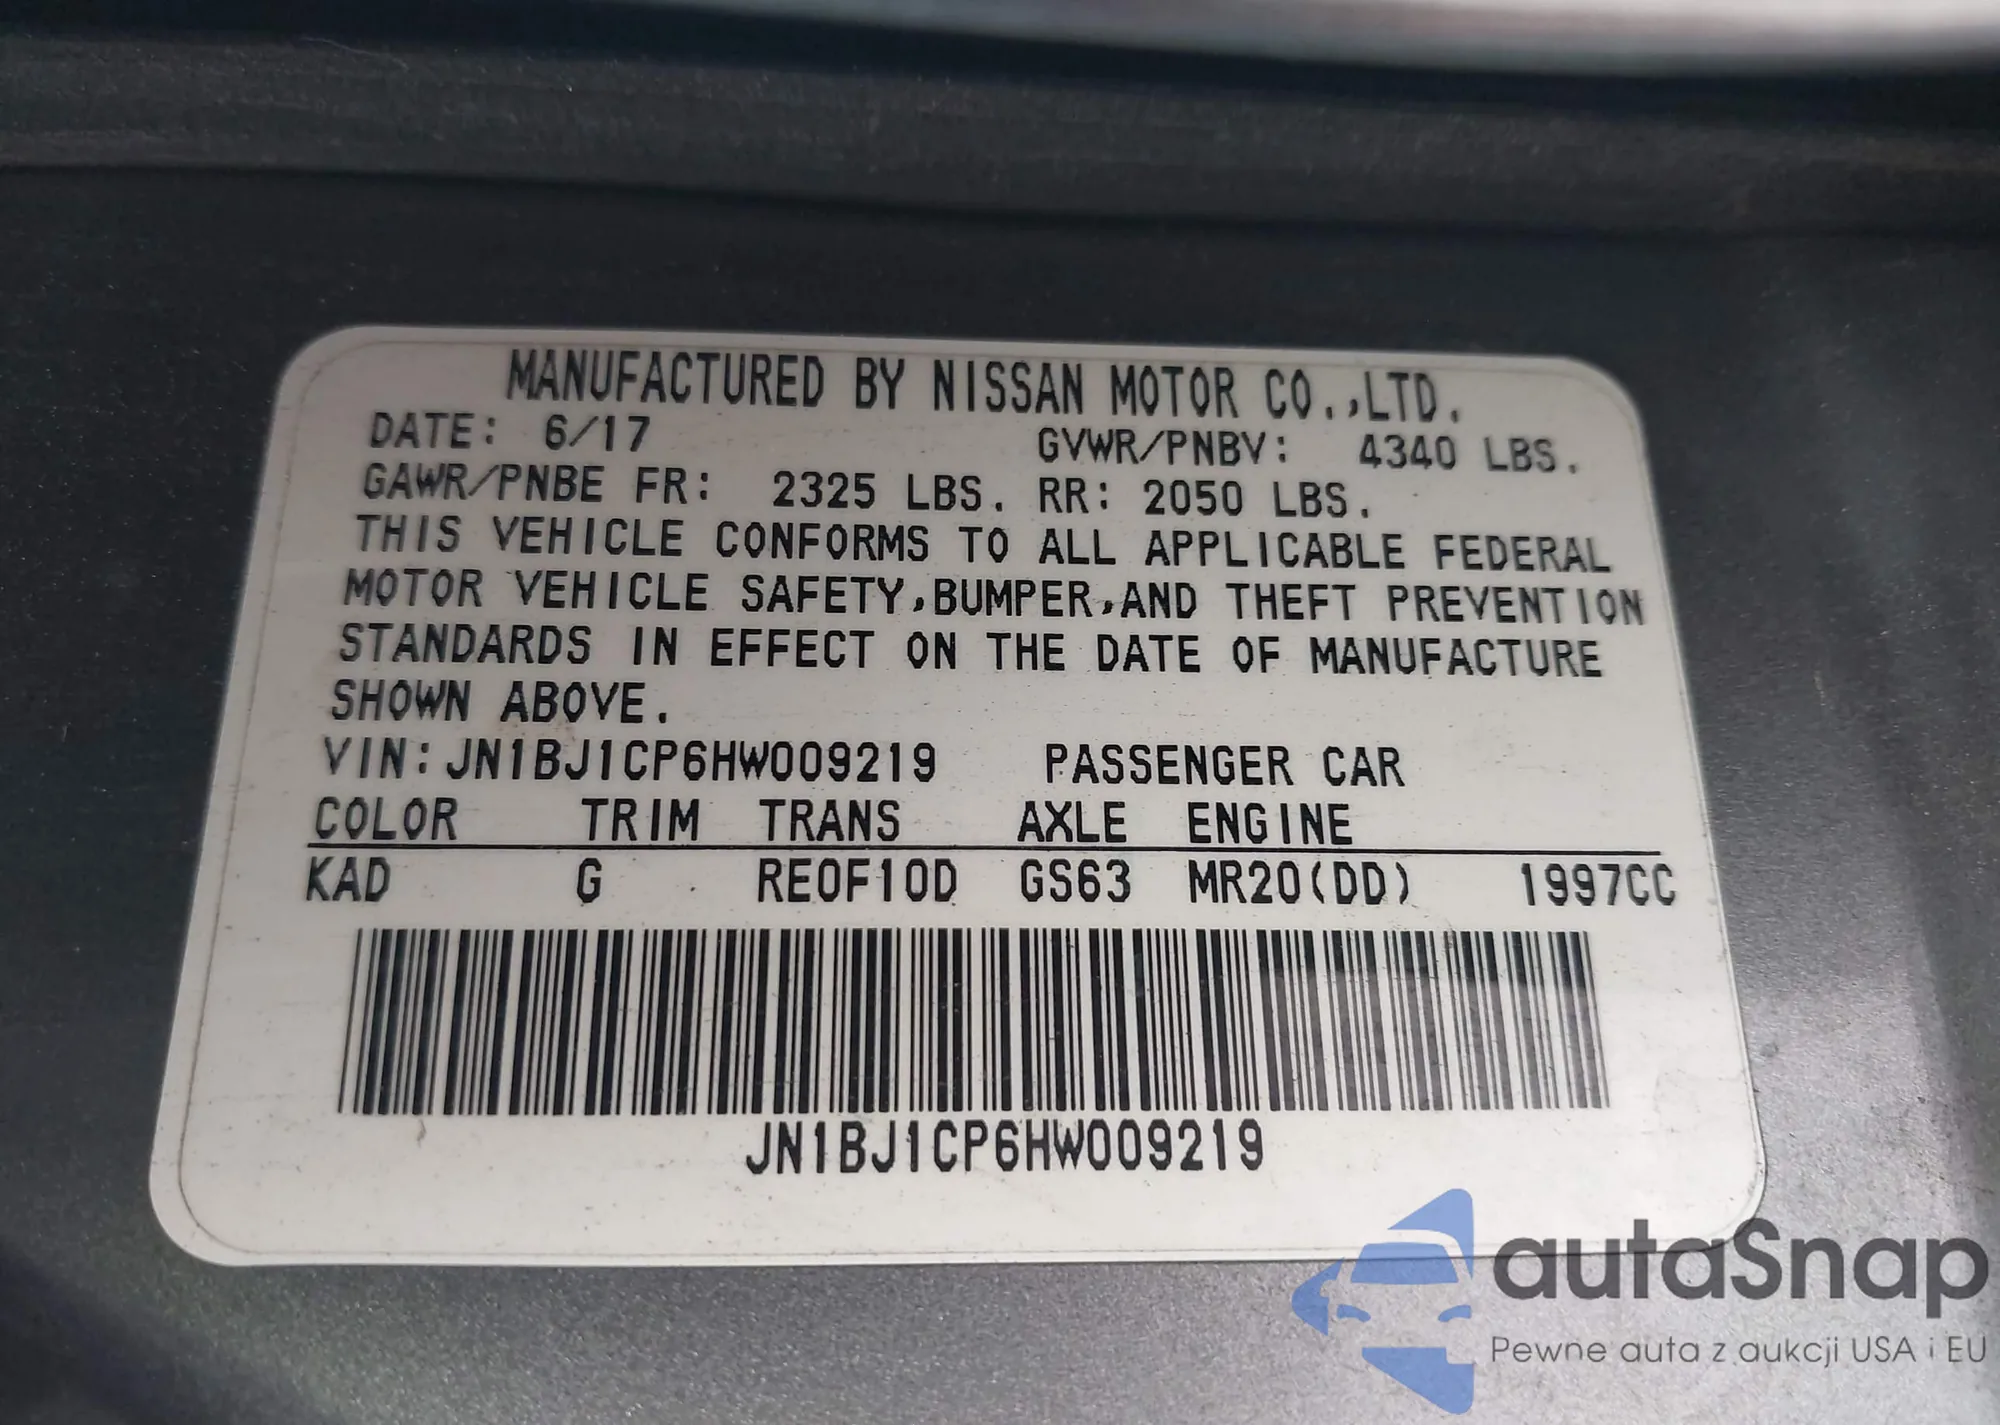 MANUFACTURED BY NISSAN MOTOR CO.,LTD.
DATE: 6/17 GVWR/PNBV: 4340 LBS.
GAWR/PNBE FR: 2325 LBS. RR: 2050 LBS.
THIS VEHICLE CONFORMS TO ALL APPLICABLE FEDERAL
MOTOR VEHICLE SAFETY,BUMPER,AND THEFT PREVENTION
STANDARDS IN EFFECT ON THE DATE OF MANUFACTURE
SHOWN ABOVE.
VIN:JN1BJ1CP6HW009219 PASSENGER CAR
COLOR TRIM TRANS AXLE ENGINE
KAD G RE0F10D GS63 MR20(DD) 1997CC
JN1BJ1CP6HW009219
autaSnap
Pewne auta z aukcji USA i EU